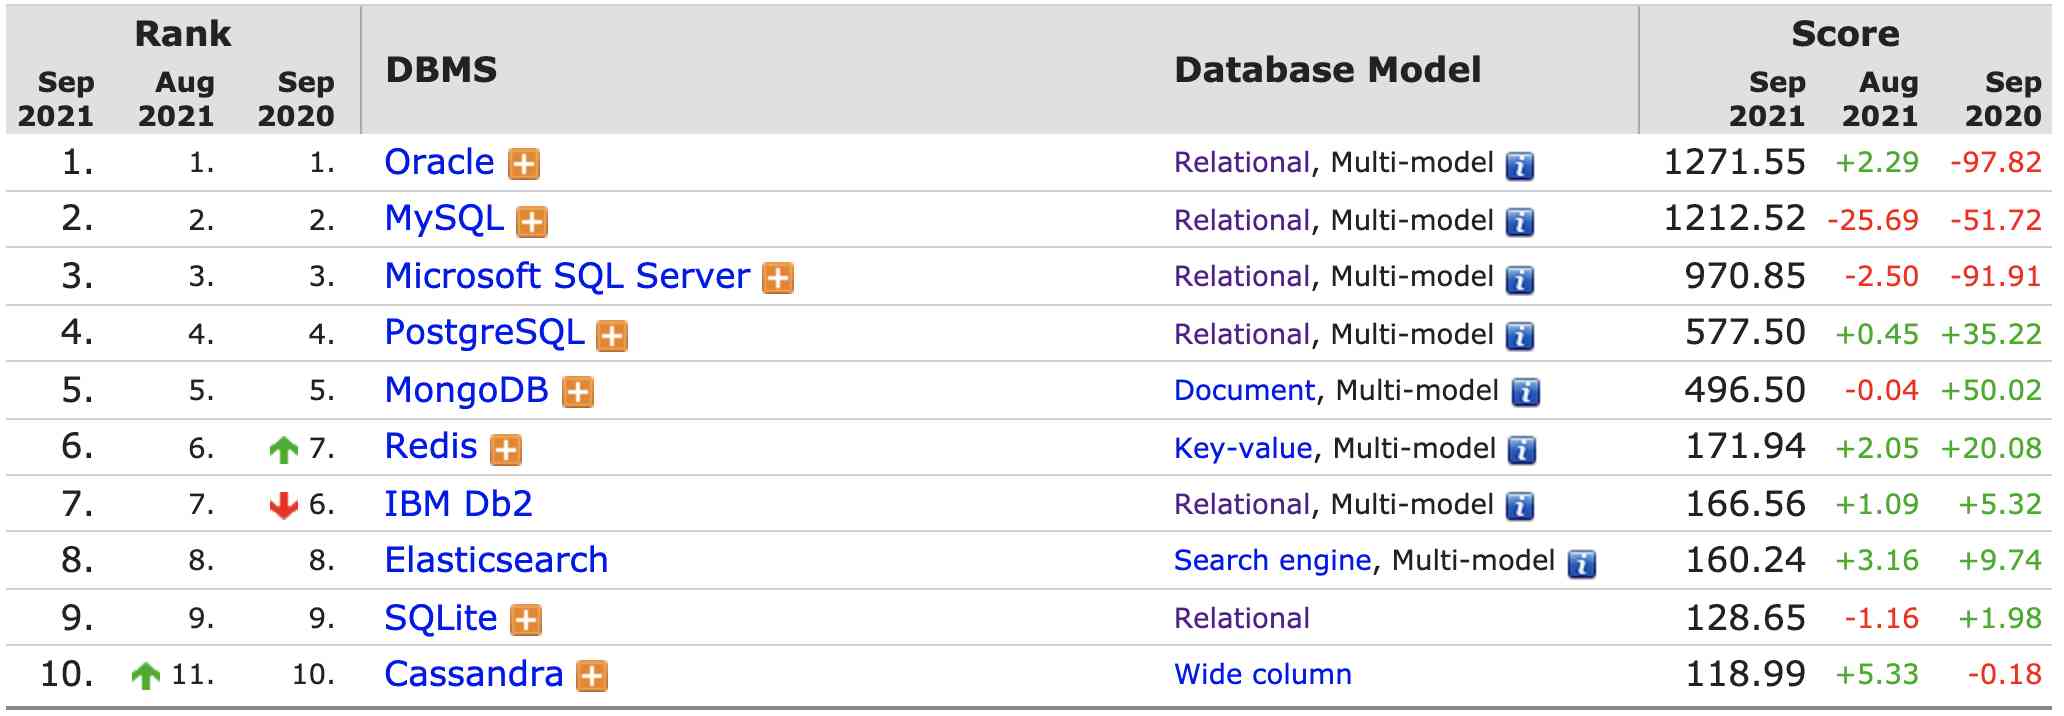 Rank DBMS Database Model Score
Sep 2021 Aug 2021 Sep 2020 Sep 2021 Aug 2021 Sep 2020
1. 1. 1. Oracle Relational, Multi-model i 1271.55 +2.29 -97.82
2. 2. 2. MySQL Relational, Multi-model i 1212.52 -25.69 -51.72
3. 3. 3. Microsoft SQL Server Relational, Multi-model i 970.85 -2.50 -91.91
4. 4. 4. PostgreSQL Relational, Multi-model i 577.50 +0.45 +35.22
5. 5. 5. MongoDB Document, Multi-model i 496.50 -0.04 +50.02
6. 6. 7. Redis Key-value, Multi-model i 171.94 +2.05 +20.08
7. 7. 6. IBM Db2 Relational, Multi-model i 166.56 +1.09 +5.32
8. 8. 8. Elasticsearch Search engine, Multi-model i 160.24 +3.16 +9.74
9. 9. 9. SQLite Relational 128.65 -1.16 +1.98
10. 11. 10. Cassandra Wide column 118.99 +5.33 -0.18